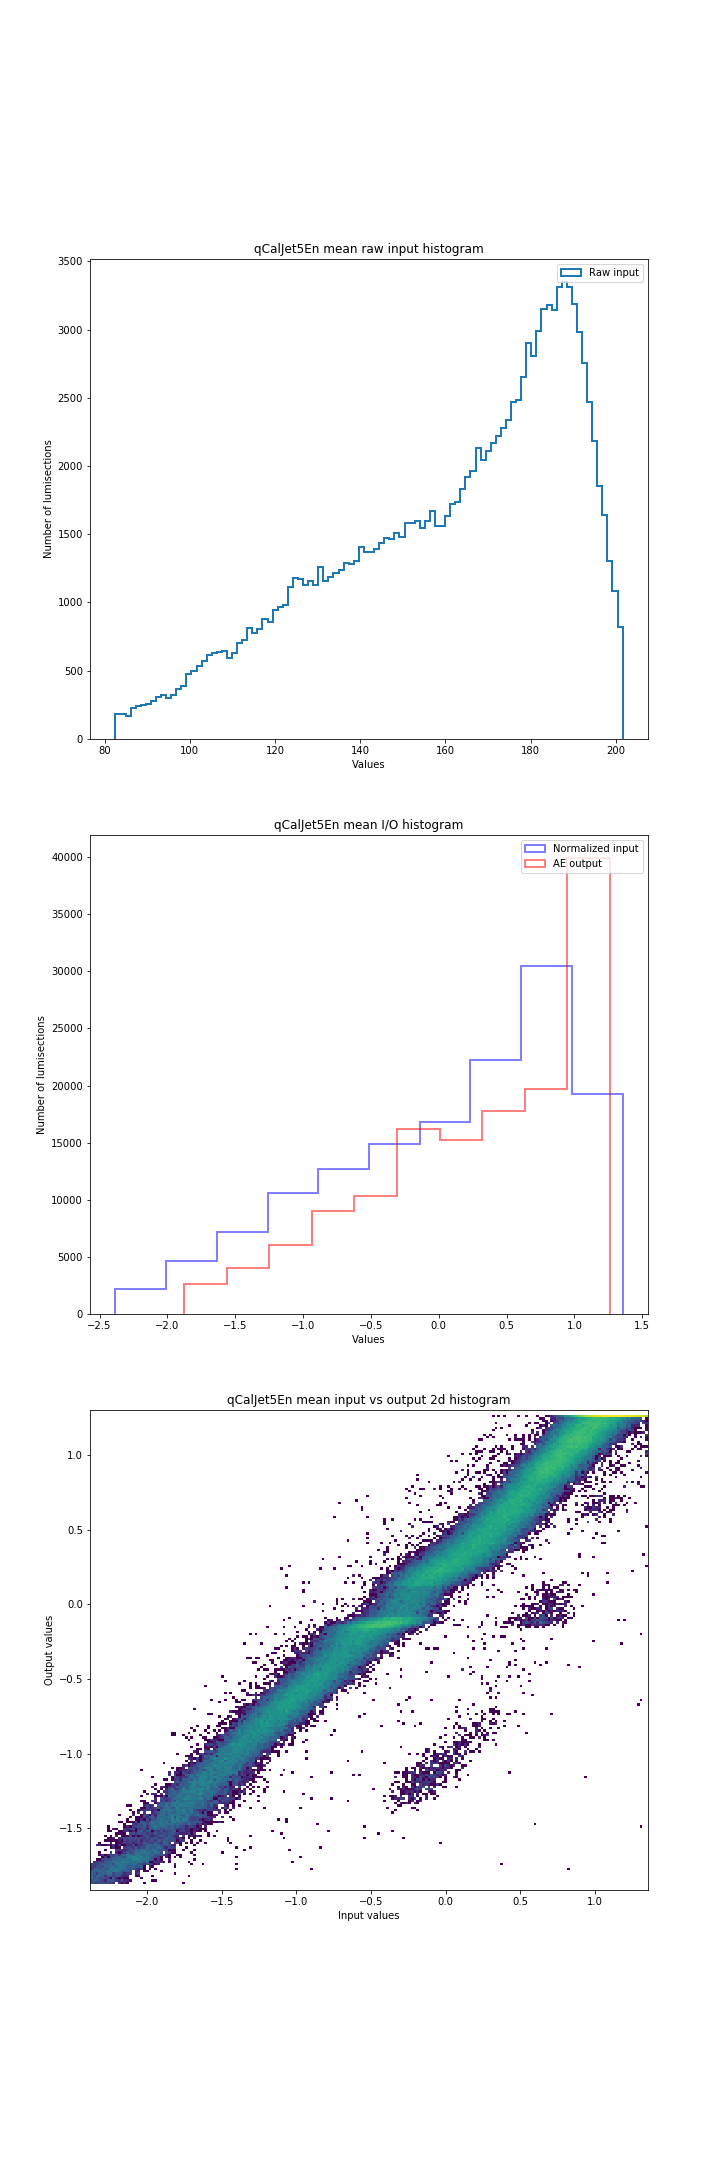 qCalJet5En mean raw input histogram
3500
3000
2500
2000
1500
1000
500
0
Number of lumisections
Raw input
80 100 120 140 160 180 200
Values
qCalJet5En mean I/O histogram
40000
35000
30000
25000
20000
15000
10000
5000
0
Number of lumisections
Normalized input
AE output
−2.5 −2.0 −1.5 −1.0 −0.5 0.0 0.5 1.0 1.5
Values
qCalJet5En mean input vs output 2d histogram
1.0
0.5
0.0
−0.5
−1.0
−1.5
Output values
−2.0 −1.5 −1.0 −0.5 0.0 0.5 1.0
Input values